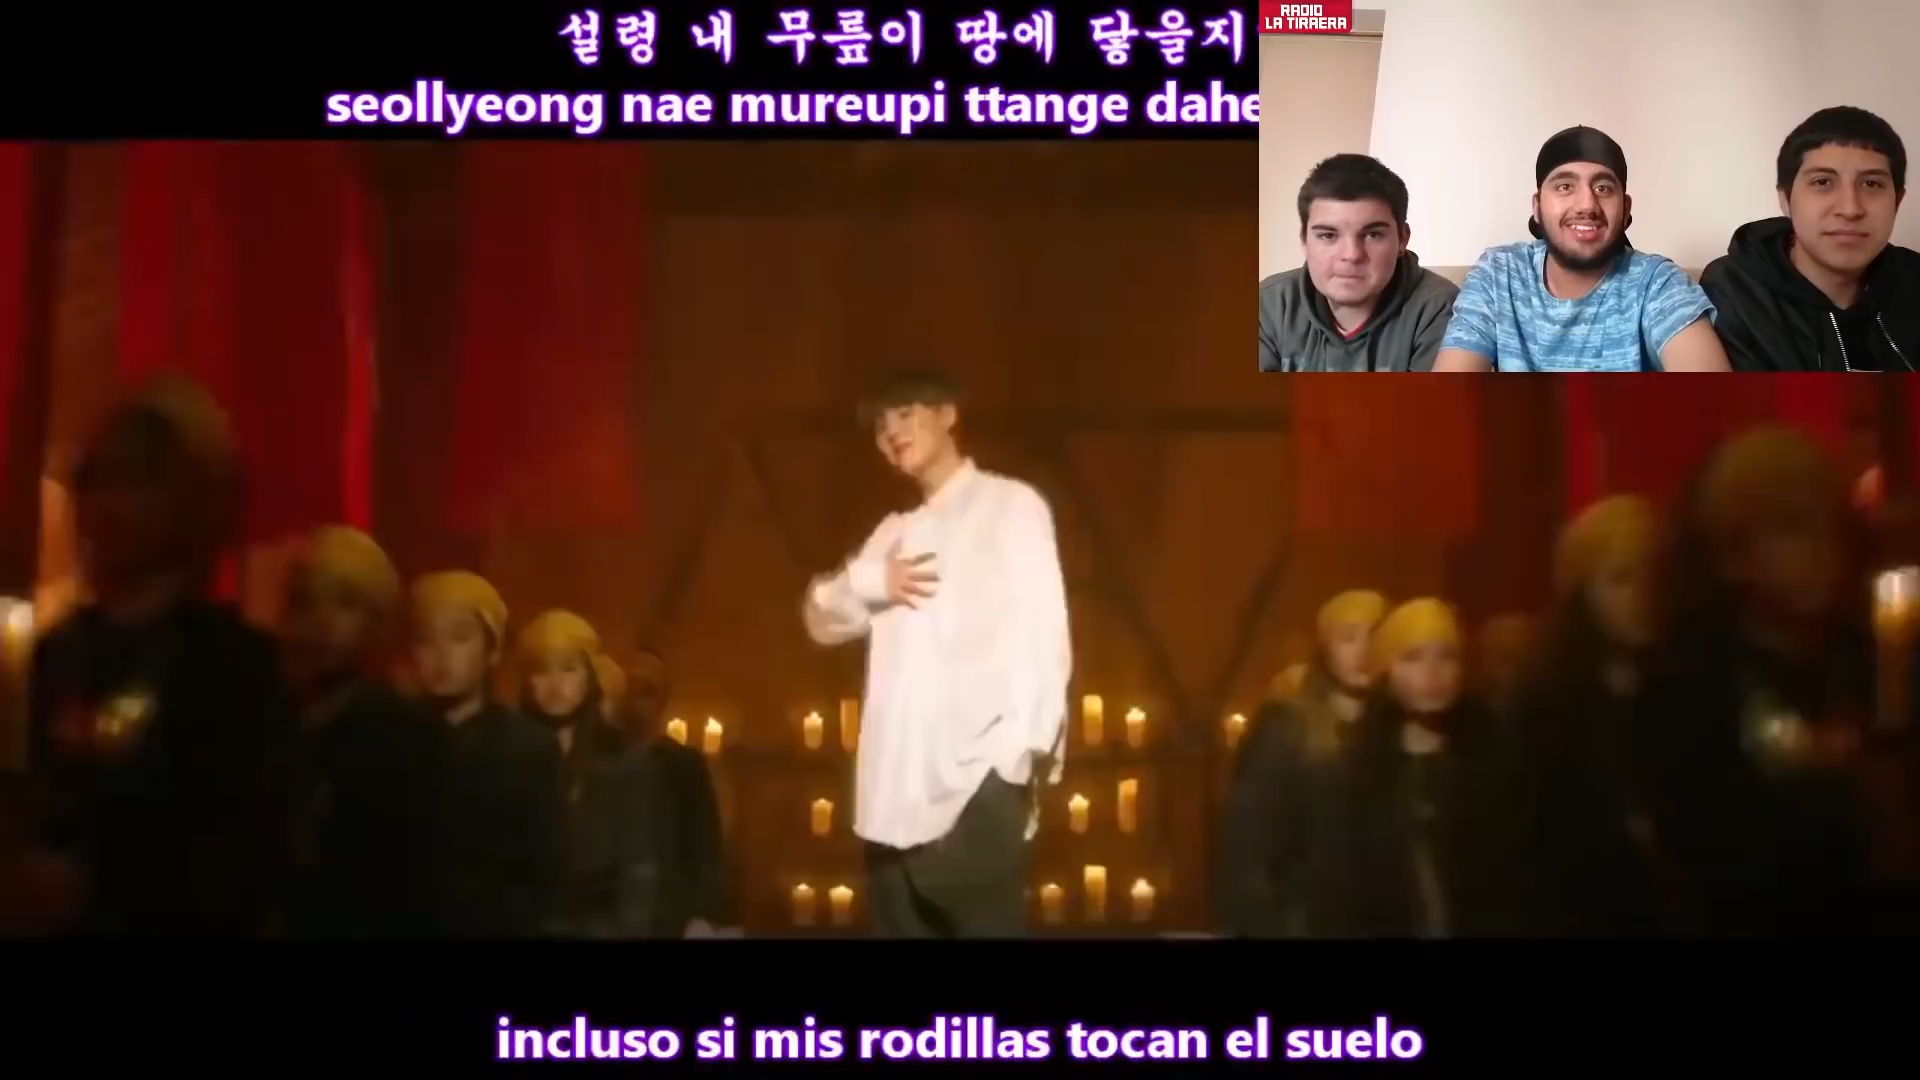 설령 내 무릎이 땅에 닿을지
RADIO
LA TIRAERA
seollyeong nae mureupi ttange dahe
incluso si mis rodillas tocan el suelo